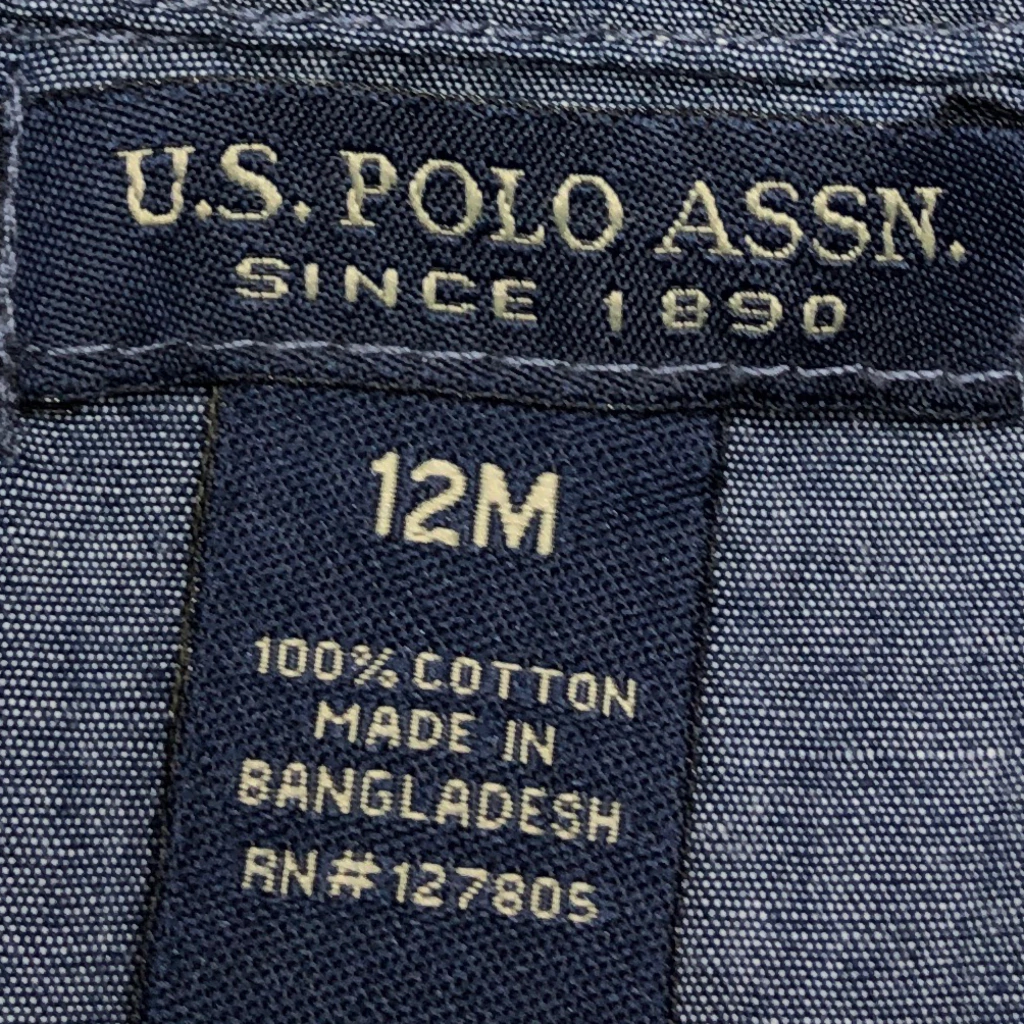 U.S. POLO ASSN.
SINCE 1890
12M
100% COTTON
MADE IN
BANGLADESH
RN#127805